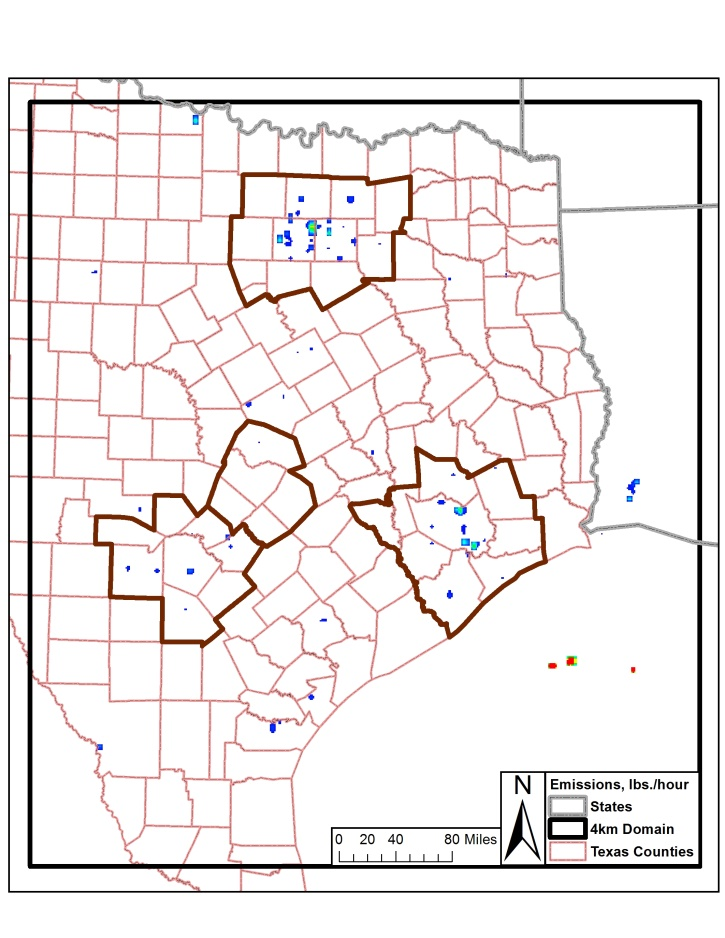 N
0 20 40 80 Miles
Emissions, lbs./hour
States
4km Domain
Texas Counties